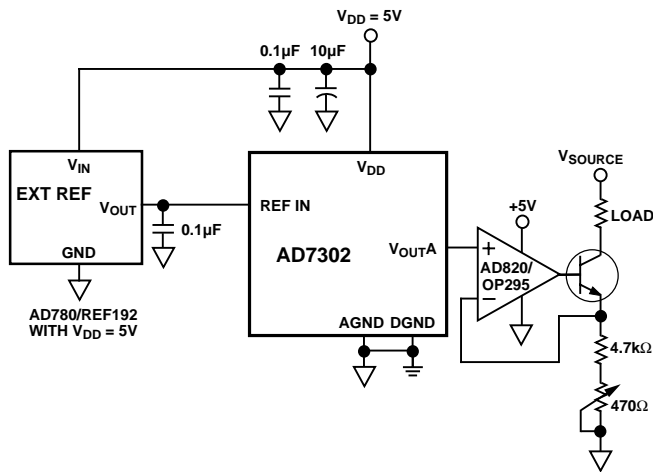 V_DD = 5V
0.1μF 10μF
V_IN
EXT REF
V_OUT
GND
0.1μF
AD780/REF192
WITH V_DD = 5V
V_DD
REF IN
AD7302
V_OUTA
AGND DGND
+5V
+
AD820/
OP295
−
V_SOURCE
LOAD
4.7kΩ
470Ω